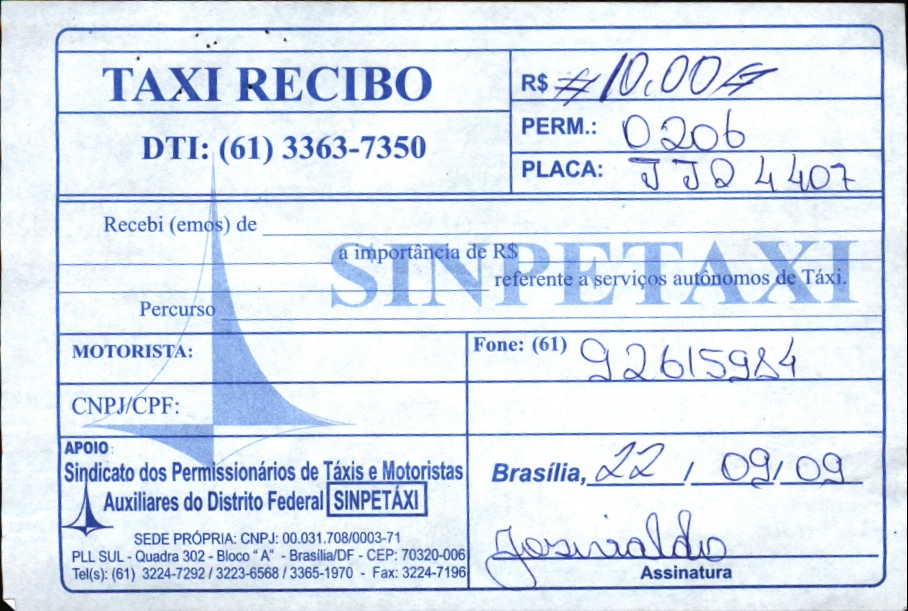 TAXI RECIBO
DTI: (61) 3363-7350
R$ # 10,00 #
PERM.: 0206
PLACA: JJQ 4407
Recebi (emos) de
a importância de R$
SINPETAXI
referente a serviços autônomos de Táxi.
Percurso
MOTORISTA:
Fone: (61) 92615984
CNPJ/CPF:
APOIO:
Sindicato dos Permissionários de Táxis e Motoristas
Auxiliares do Distrito Federal SINPETÁXI
SEDE PRÓPRIA: CNPJ: 00.031.708/0003-71
PLL SUL - Quadra 302 - Bloco "A" - Brasília/DF - CEP: 70320-006
Tel(s): (61) 3224-7292 / 3223-6568 / 3365-1970 - Fax: 3224-7196
Brasília, 22 / 09/ 09
Josivaldo
Assinatura